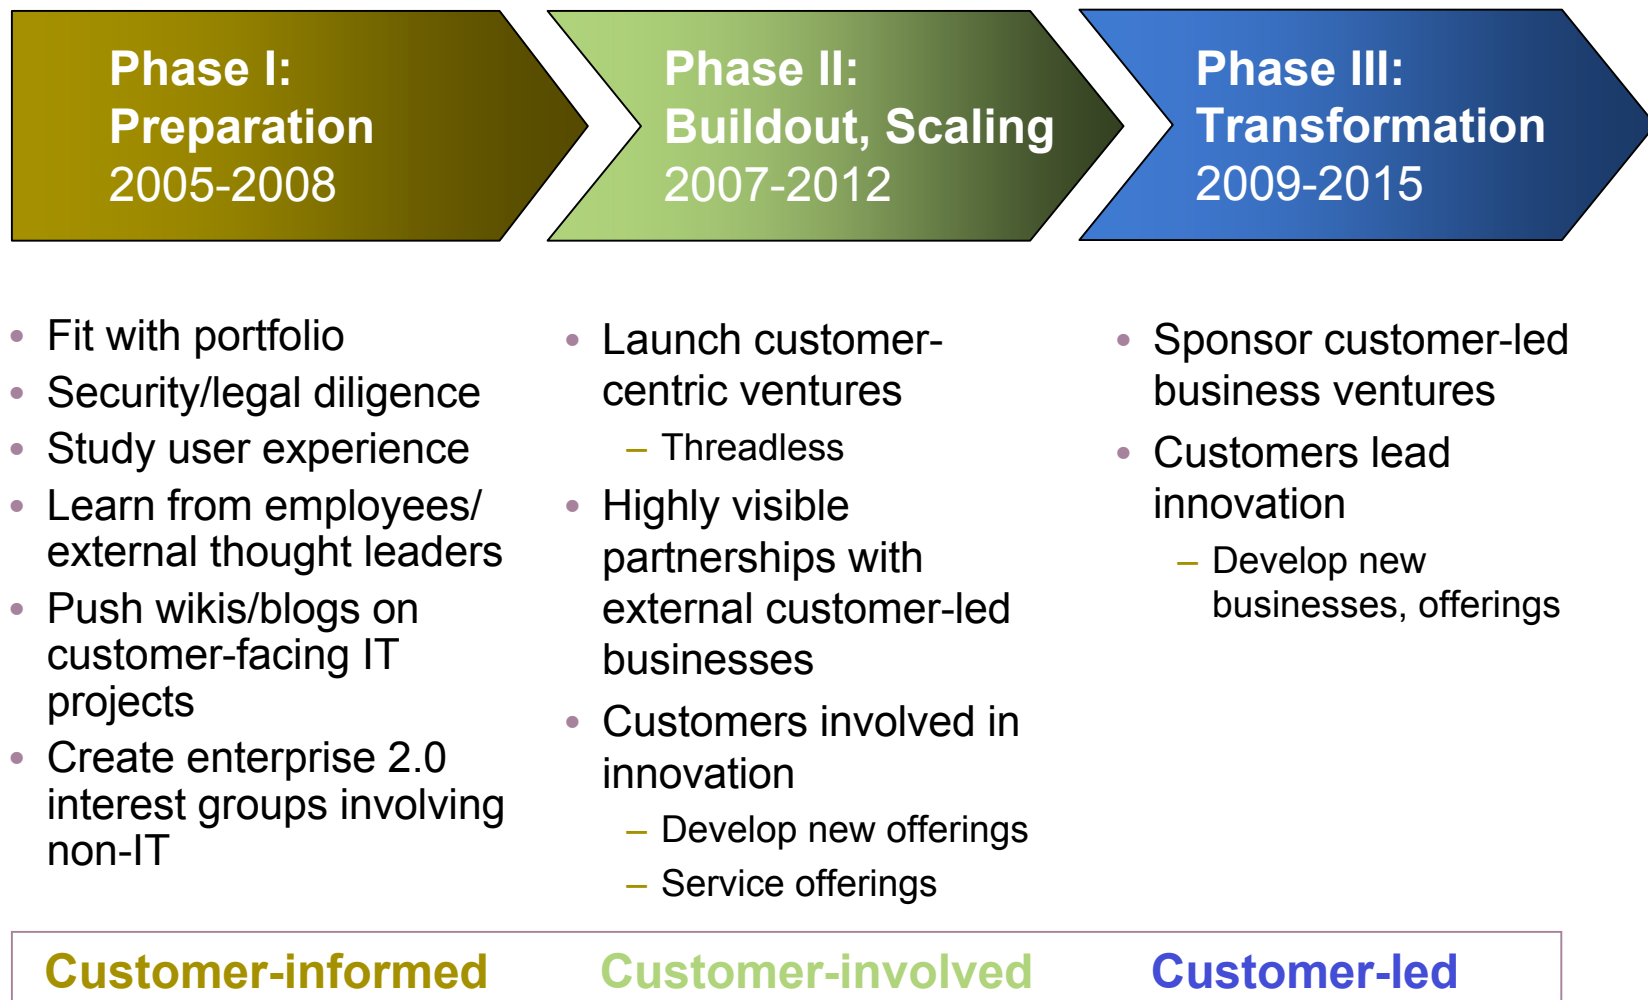 Phase I:
Preparation
2005-2008
Phase II:
Buildout, Scaling
2007-2012
Phase III:
Transformation
2009-2015
• Fit with portfolio
• Security/legal diligence
• Study user experience
• Learn from employees/
external thought leaders
• Push wikis/blogs on
customer-facing IT
projects
• Create enterprise 2.0
interest groups involving
non-IT
• Launch customer-
centric ventures
– Threadless
• Highly visible
partnerships with
external customer-led
businesses
• Customers involved in
innovation
– Develop new offerings
– Service offerings
• Sponsor customer-led
business ventures
• Customers lead
innovation
– Develop new
businesses, offerings
Customer-informed
Customer-involved
Customer-led